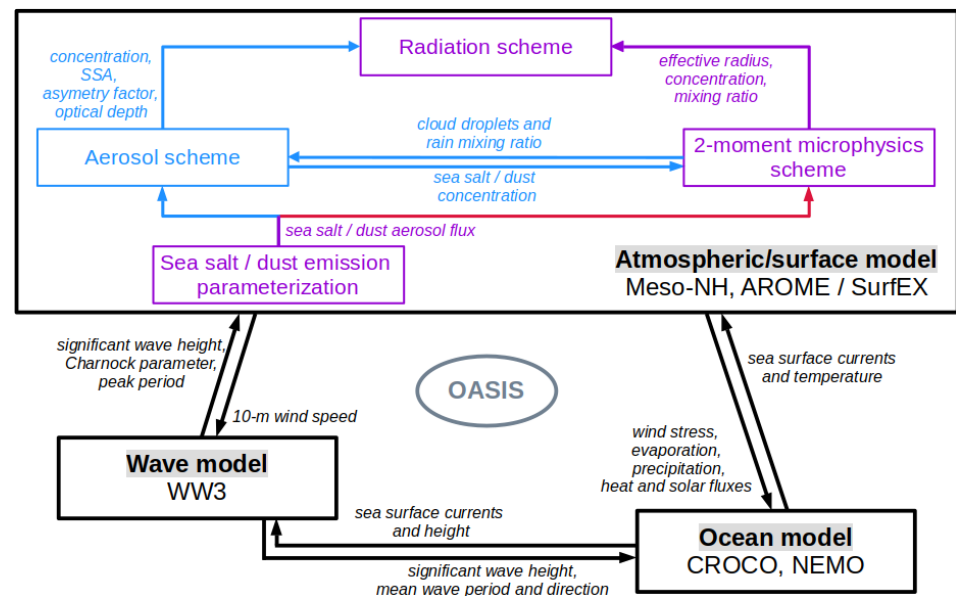 Radiation scheme
concentration,
SSA,
asymetry factor,
optical depth
effective radius,
concentration,
mixing ratio
Aerosol scheme
cloud droplets and
rain mixing ratio
sea salt / dust
concentration
2-moment microphysics
scheme
sea salt / dust aerosol flux
Sea salt / dust emission
parameterization
Atmospheric/surface model
Meso-NH, AROME / SurfEX
significant wave height,
Charnock parameter,
peak period
10-m wind speed
OASIS
sea surface currents
and temperature
wind stress,
evaporation,
precipitation,
heat and solar fluxes
Wave model
WW3
sea surface currents
and height
significant wave height,
mean wave period and direction
Ocean model
CROCO, NEMO